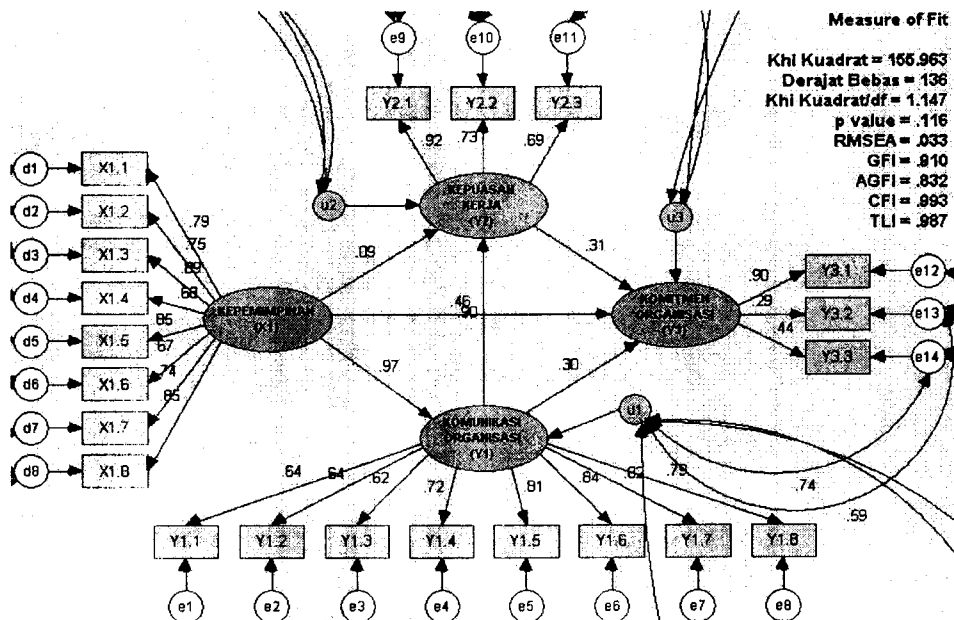 Measure of Fit
Khi Kuadrat = 155.963
Derajat Bebas = 136
Khi Kuadrat/df = 1.147
p value = .116
RMSEA = .033
GFI = .910
AGFI = .832
CFI = .993
TLI = .987
e9
e10
e11
Y2.1
Y2.2
Y2.3
.92
.73
.69
u2
KEPUASAN
KERJA
(Y2)
u3
d1
X1.1
d2
X1.2
d3
X1.3
d4
X1.4
d5
X1.5
d6
X1.6
d7
X1.7
d8
X1.8
.79
.75
.68
.85
.67
.74
.85
KEPEMIMPINAN
(X1)
.09
.31
.46
.90
.97
.30
KOMITMEN
ORGANISASI
(Y3)
.90
.29
.44
Y3.1
e12
Y3.2
e13
Y3.3
e14
KOMUNIKASI
ORGANISASI
(Y1)
u1
.64
.64
.62
.72
.81
.84
.79
.74
.59
Y1.1
Y1.2
Y1.3
Y1.4
Y1.5
Y1.6
Y1.7
Y1.8
e1
e2
e3
e4
e5
e6
e7
e8